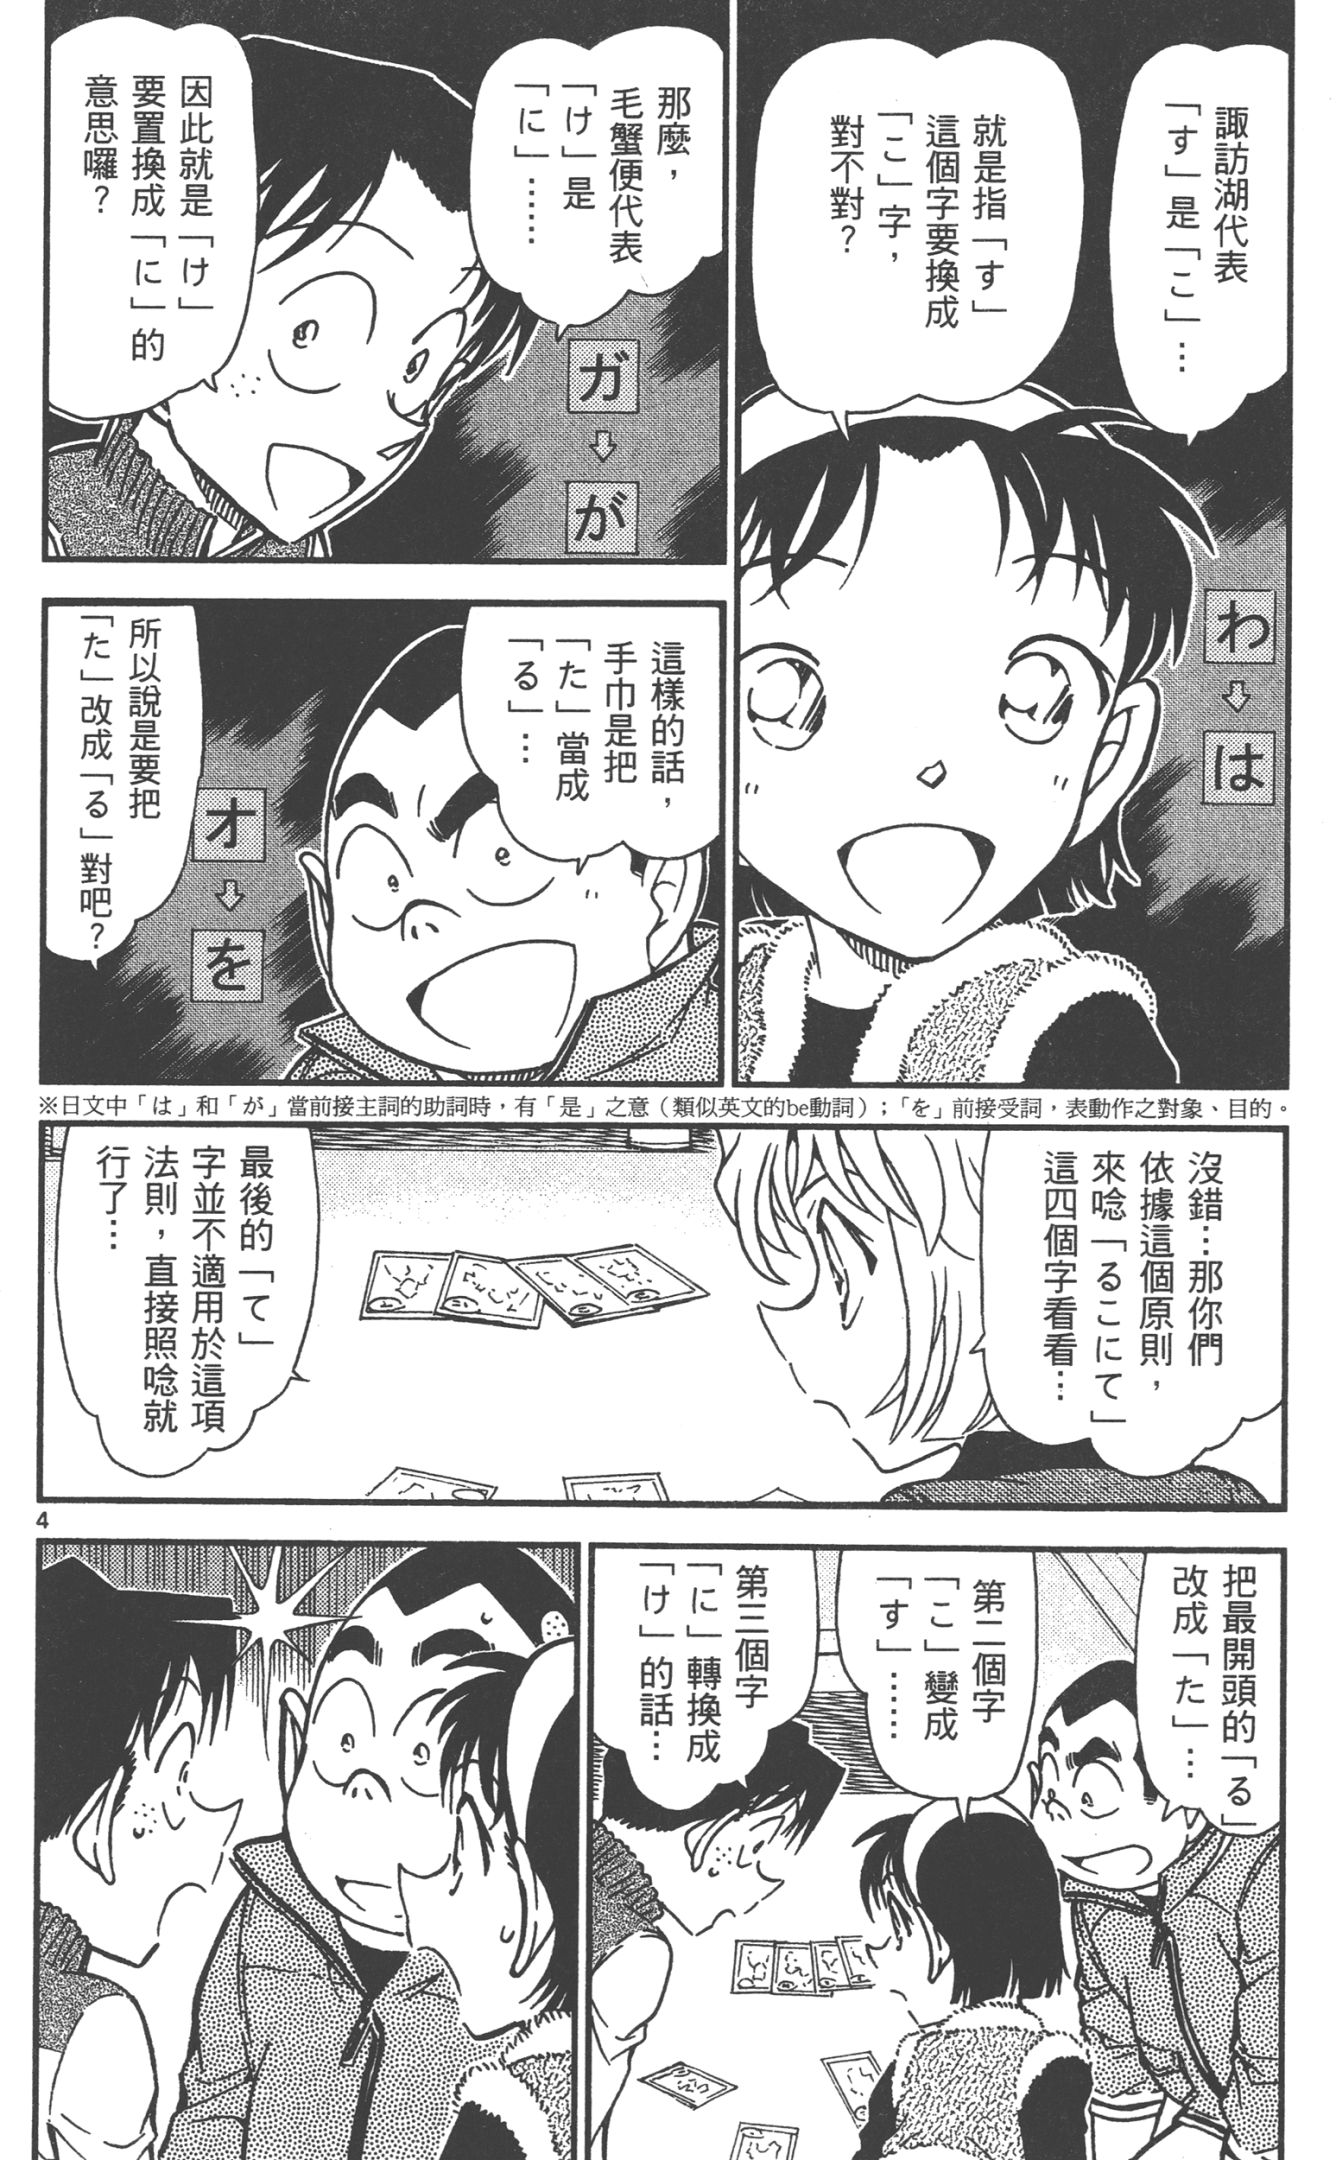 諏訪湖代表
「す」是「こ」…
就是指「す」
這個字要換成
「こ」字，
對不對？
わ
⇩
は
那麼，
毛蟹便代表
「け」是
「に」……
因此就是「け」
要置換成「に」的
意思囉？
ガ
⇩
が
這樣的話，
手巾是把
「た」當成
「る」…
所以說是要把
「た」改成「る」對吧？
オ
⇩
を
※日文中「は」和「が」當前接主詞的助詞時，有「是」之意（類似英文的be動詞）；「を」前接受詞，表動作之對象、目的。
沒錯…那你們
依據這個原則，
來唸「るこにて」
這四個字看看…
最後的「て」
字並不適用於這項
法則，直接照唸就
行了…
4
把最開頭的「る」
改成「た」…
第二個字
「こ」變成
「す」……
第三個字
「に」轉換成
「け」的話…